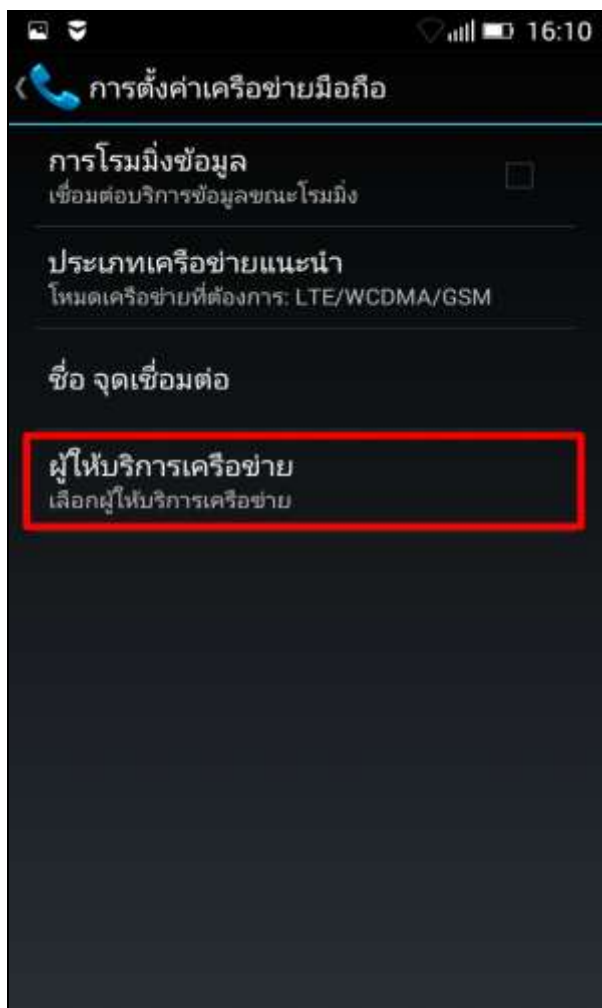 16:10
การตั้งค่าเครือข่ายมือถือ
การโรมมิ่งข้อมูล
เชื่อมต่อบริการข้อมูลขณะโรมมิ่ง
ประเภทเครือข่ายแนะนำ
โหมดเครือข่ายที่ต้องการ: LTE/WCDMA/GSM
ชื่อ จุดเชื่อมต่อ
ผู้ให้บริการเครือข่าย
เลือกผู้ให้บริการเครือข่าย